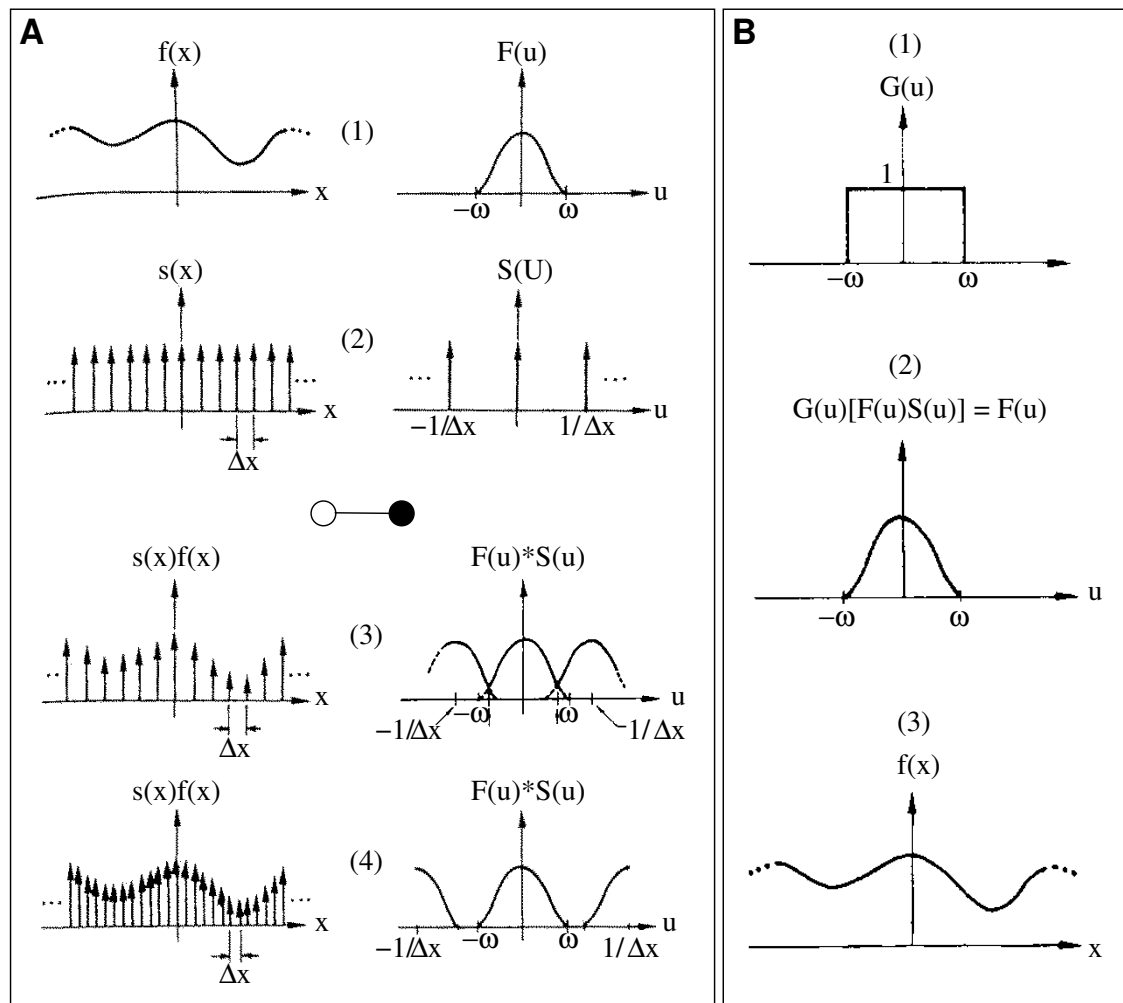 A
f(x)
F(u)
(1)
x
−ω
ω
u
s(x)
S(U)
(2)
...
...
x
Δx
...
...
−1/Δx
1/Δx
u
s(x)f(x)
F(u)*S(u)
(3)
...
...
x
Δx
−1/Δx
−ω
ω
1/Δx
u
s(x)f(x)
F(u)*S(u)
(4)
...
...
x
Δx
−1/Δx
−ω
ω
1/Δx
u
B
(1)
G(u)
1
−ω
ω
(2)
G(u)[F(u)S(u)] = F(u)
−ω
ω
u
(3)
f(x)
x